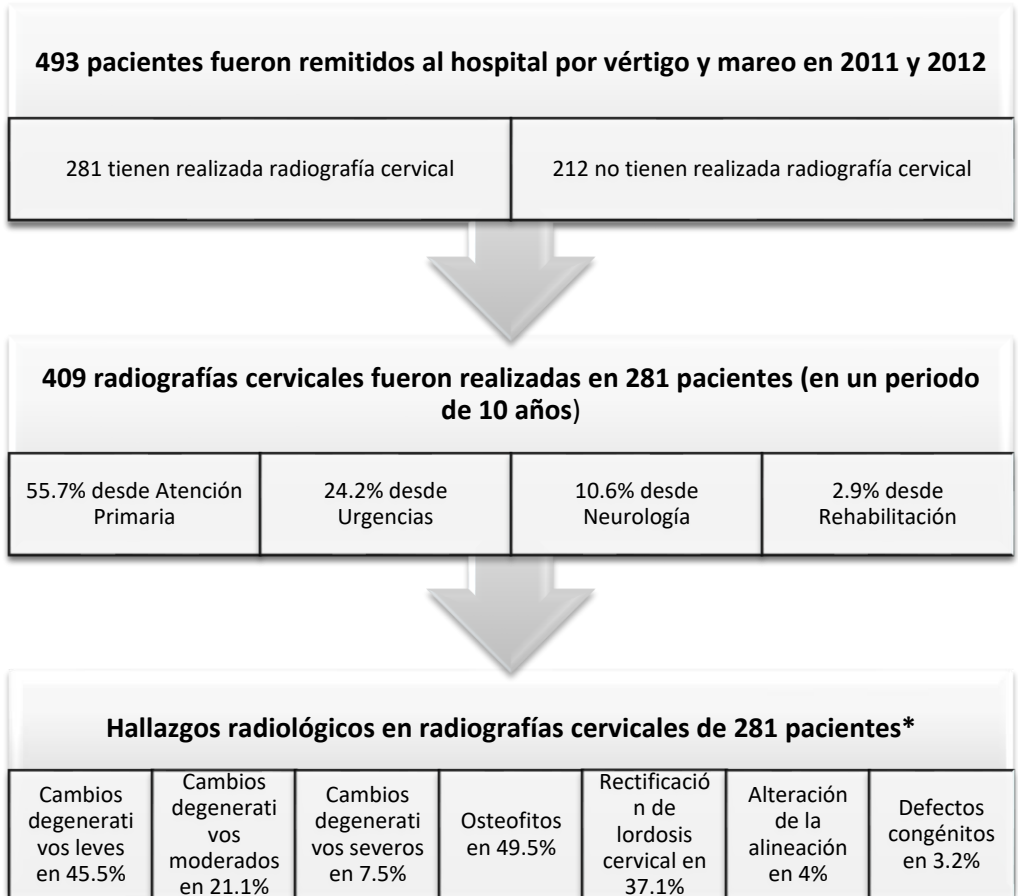 493 pacientes fueron remitidos al hospital por vértigo y mareo en 2011 y 2012
281 tienen realizada radiografía cervical
212 no tienen realizada radiografía cervical
409 radiografías cervicales fueron realizadas en 281 pacientes (en un periodo
de 10 años)
55.7% desde Atención
Primaria
24.2% desde
Urgencias
10.6% desde
Neurología
2.9% desde
Rehabilitación
Hallazgos radiológicos en radiografías cervicales de 281 pacientes*
Cambios
degenerati
vos leves
en 45.5%
Cambios
degenerati
vos
moderados
en 21.1%
Cambios
degenerati
vos severos
en 7.5%
Osteofitos
en 49.5%
Rectificació
n de
lordosis
cervical en
37.1%
Alteración
de la
alineación
en 4%
Defectos
congénitos
en 3.2%